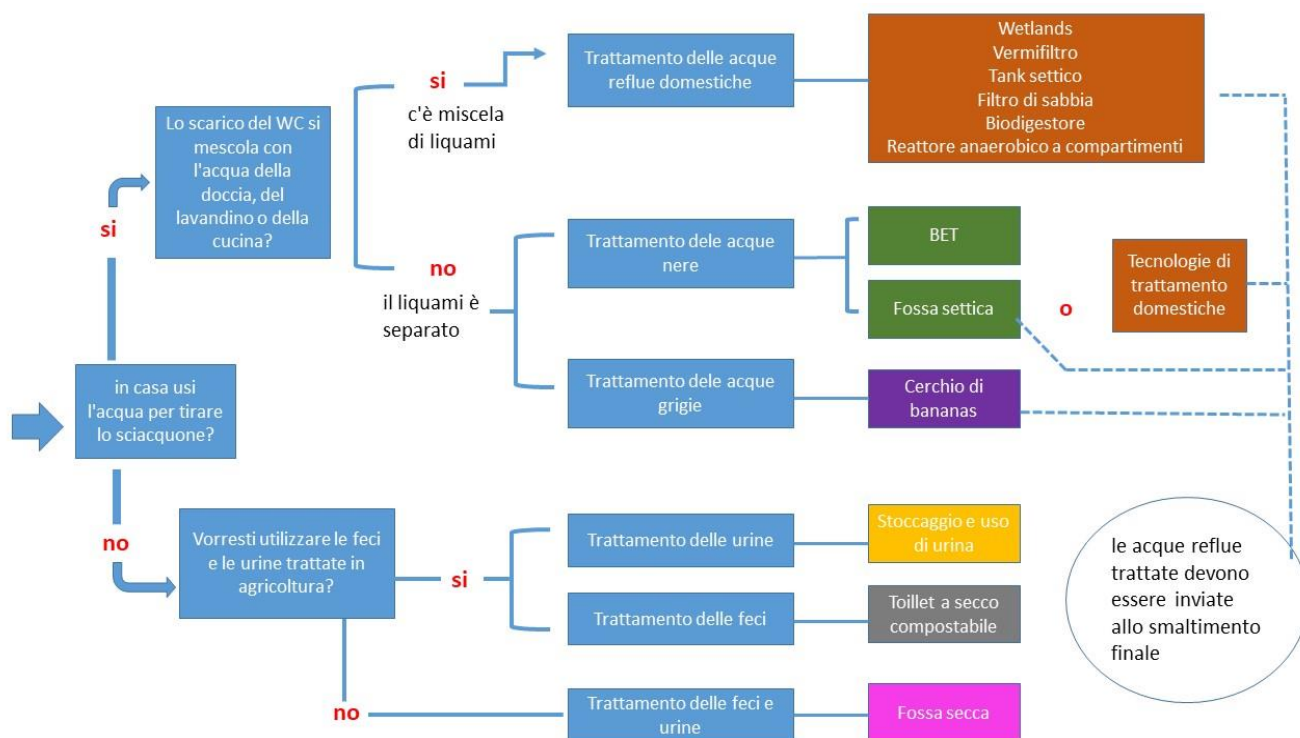 Lo scarico del WC si
mescola con
l'acqua della
doccia, del
lavandino o della
cucina?
si
c'è miscela
di liquami
Trattamento delle acque
reflue domestiche
Wetlands
Vermifiltro
Tank settico
Filtro di sabbia
Biodigestore
Reattore anaerobico a compartimenti
si
no
il liquami è
separato
Trattamento dele acque
nere
BET
Fossa settica
o
Tecnologie di
trattamento
domestiche
Trattamento dele acque
grigie
Cerchio di
bananas
in casa usi
l'acqua per tirare
lo sciacquone?
no
Vorresti utilizzare le feci
e le urine trattate in
agricoltura?
si
Trattamento delle urine
Stoccaggio e uso
di urina
Trattamento delle feci
Toillet a secco
compostabile
no
Trattamento delle feci e
urine
Fossa secca
le acque reflue
trattate devono
essere inviate
allo smaltimento
finale